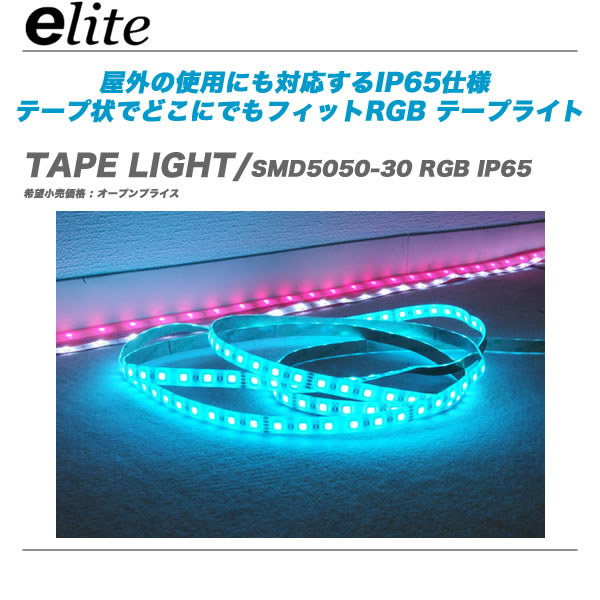 elite
屋外の使用にも対応するIP65仕様
テープ状でどこにでもフィットRGB テープライト
TAPE LIGHT/SMD5050-30 RGB IP65
希望小売価格 : オープンプライス